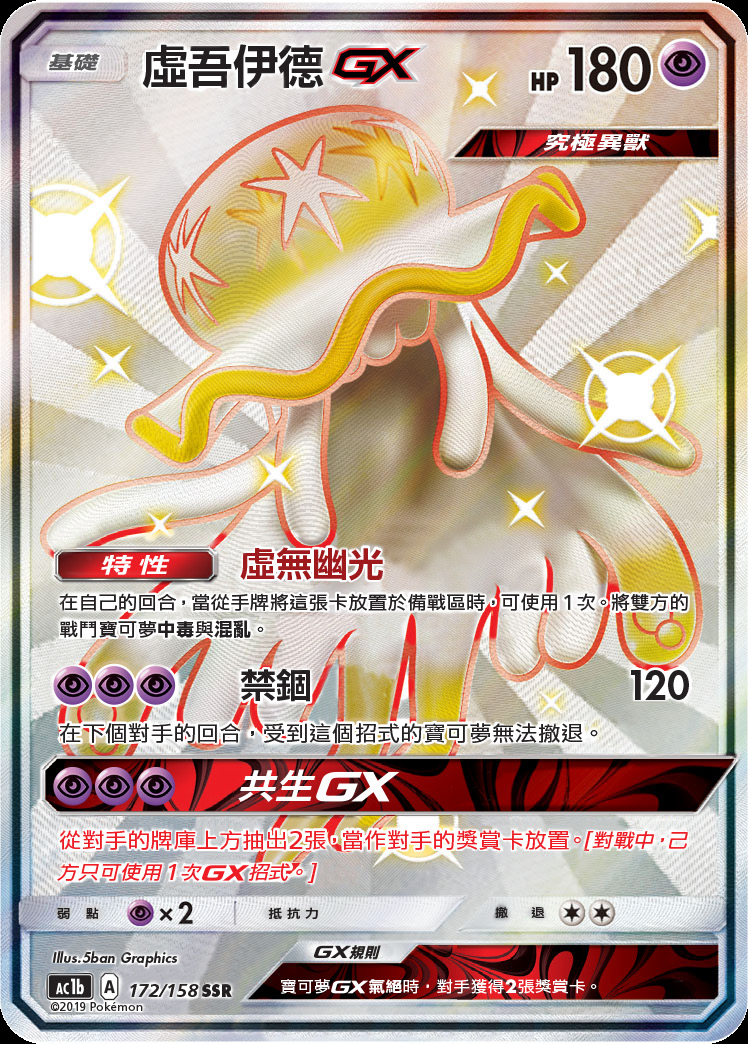 基礎
虛吾伊德GX
HP 180
究極異獸
特性
虛無幽光
在自己的回合,當從手牌將這張卡放置於備戰區時,可使用1次。將雙方的
戰鬥寶可夢中毒與混亂。
禁錮
120
在下個對手的回合,受到這個招式的寶可夢無法撤退。
共生GX
從對手的牌庫上方抽出2張,當作對手的獎賞卡放置。[對戰中,己
方只可使用1次GX招式。]
弱點
×2
抵抗力
撤退
Illus.5ban Graphics
GX規則
AC1b A 172/158 SSR
寶可夢GX氣絕時,對手獲得2張獎賞卡。
©2019 Pokémon